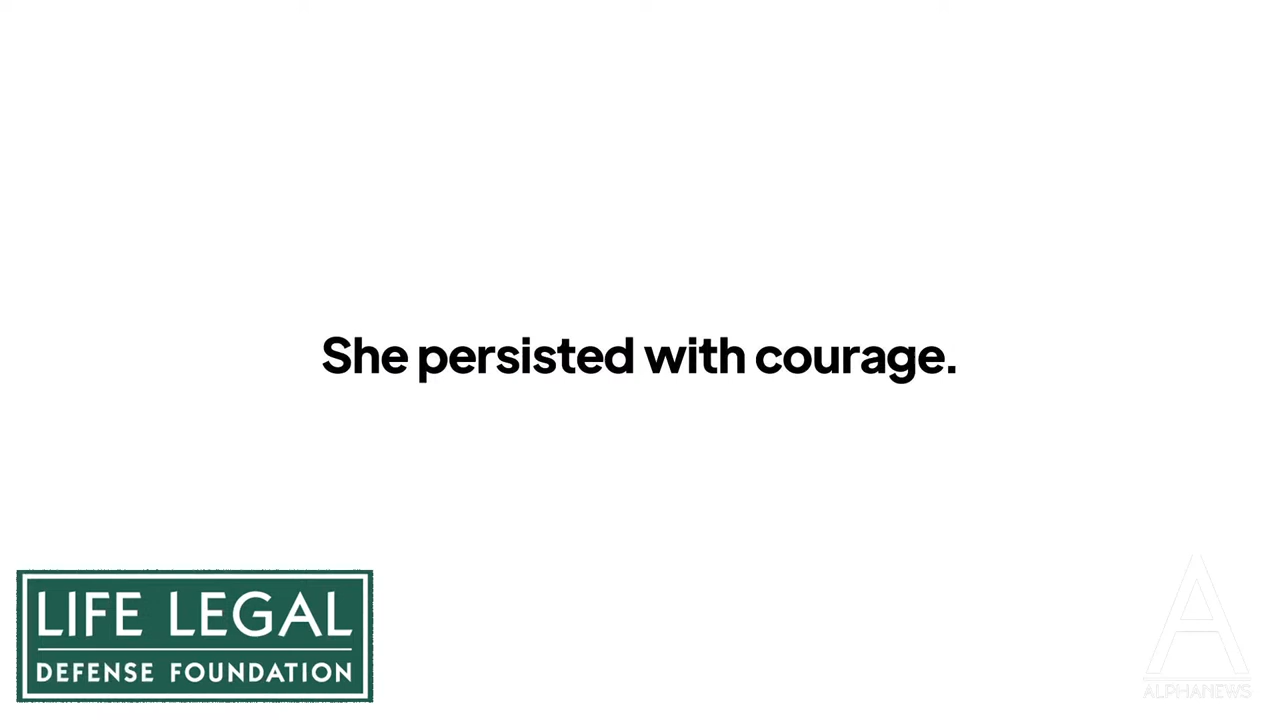 She persisted with courage.
LIFE LEGAL
DEFENSE FOUNDATION
ALPHANEWS